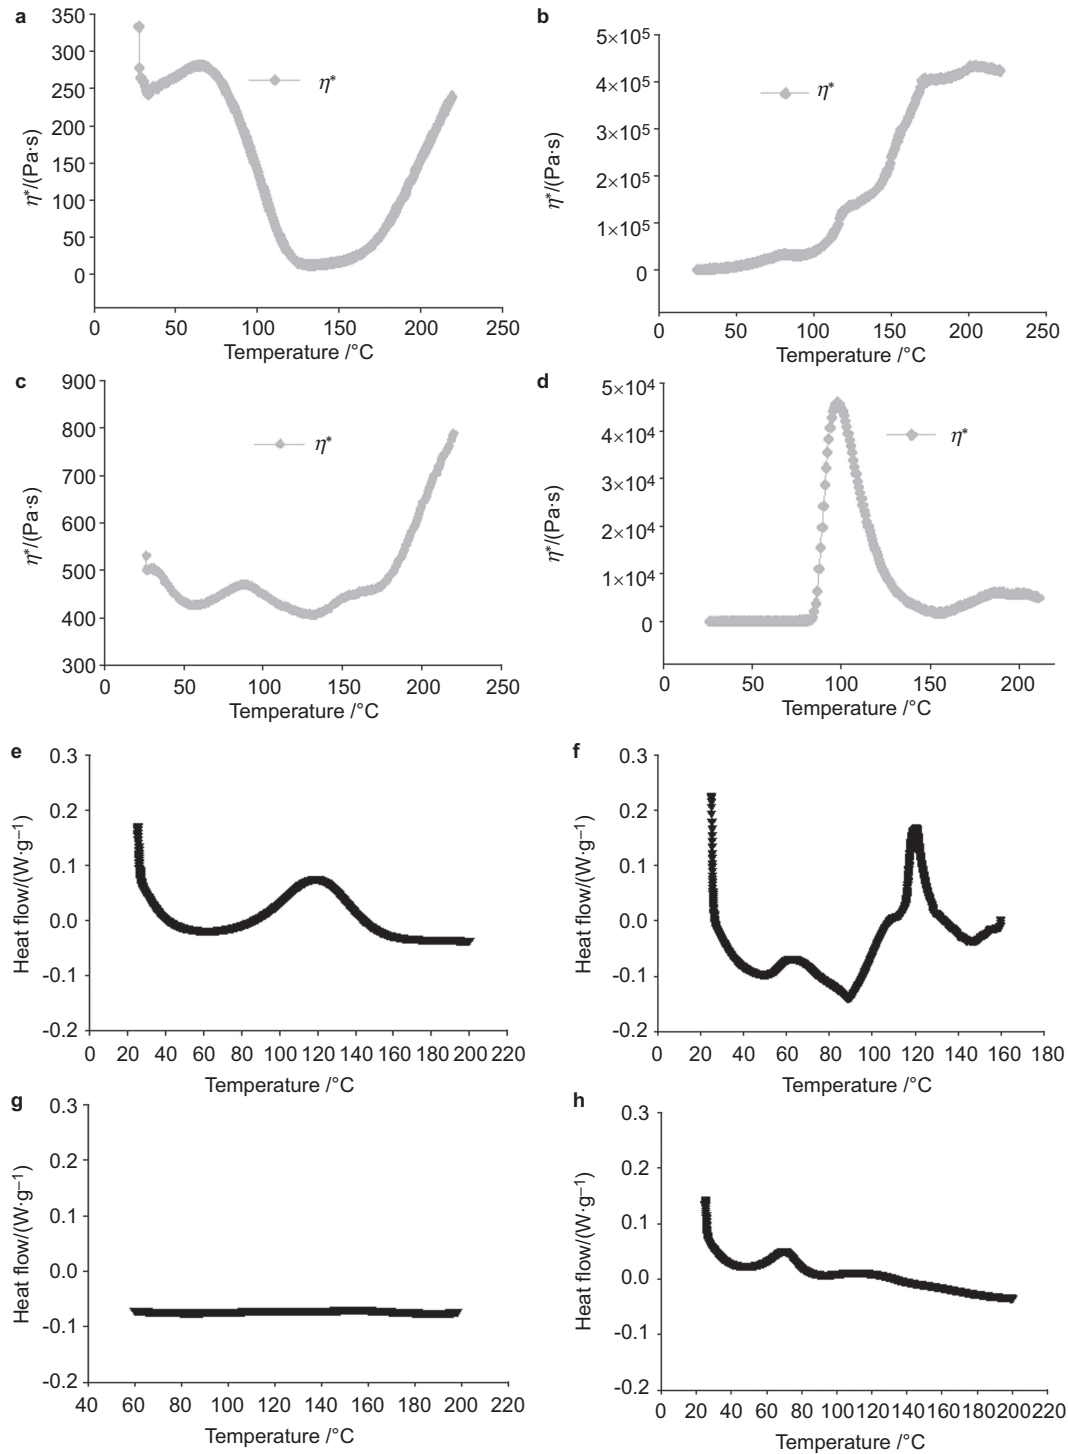 a
350
300
250
200
150
100
50
0
η*/(Pa·s)
η*
0 50 100 150 200 250
Temperature /°C
b
5×10⁵
4×10⁵
3×10⁵
2×10⁵
1×10⁵
0
η*/(Pa·s)
η*
0 50 100 150 200 250
Temperature /°C
c
900
800
700
600
500
400
300
η*/(Pa·s)
η*
0 50 100 150 200 250
Temperature /°C
d
5×10⁴
4×10⁴
3×10⁴
2×10⁴
1×10⁴
0
η*/(Pa·s)
η*
0 50 100 150 200
Temperature /°C
e
0.3
0.2
0.1
0.0
-0.1
-0.2
Heat flow/(W·g⁻¹)
0 20 40 60 80 100 120 140 160 180 200 220
Temperature /°C
f
0.3
0.2
0.1
0.0
-0.1
-0.2
Heat flow/(W·g⁻¹)
0 20 40 60 80 100 120 140 160 180
Temperature /°C
g
0.3
0.2
0.1
0.0
-0.1
-0.2
Heat flow/(W·g⁻¹)
40 60 80 100 120 140 160 180 200 220
Temperature /°C
h
0.3
0.2
0.1
0.0
-0.1
-0.2
Heat flow/(W·g⁻¹)
0 20 40 60 80 100 120 140 160 180 200 220
Temperature /°C